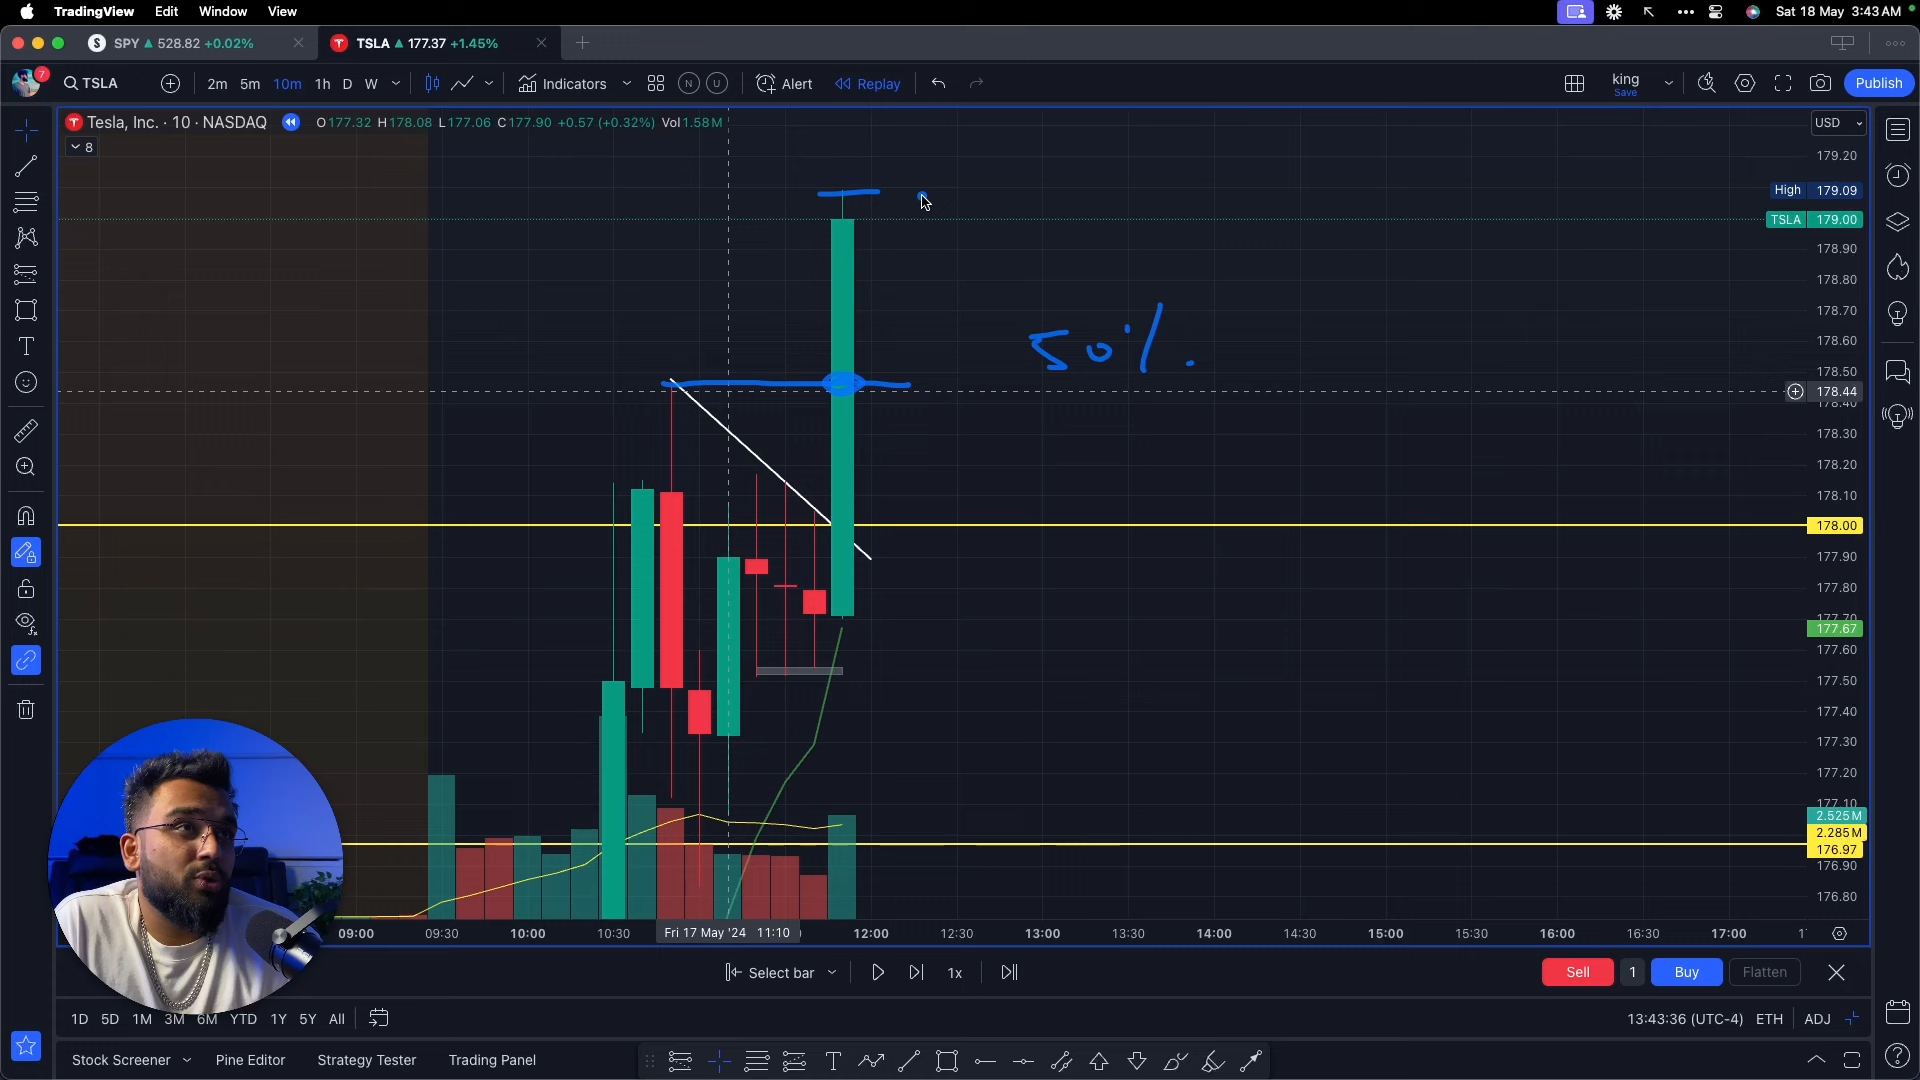 TradingView Edit Window View Sat 18 May 3:43 AM
SPY 528.82 +0.02% TSLA 177.37 +1.45%
7 TSLA 2m 5m 10m 1h D W Indicators N U Alert Replay king Save Publish
Tesla, Inc. · 10 · NASDAQ O177.32 H178.08 L177.06 C177.90 +0.57 (+0.32%) Vol1.58M USD
8
179.20
High 179.09
TSLA 179.00
178.90
178.80
178.70
178.60
50%.
178.50
178.44
178.40
178.30
178.20
178.10
178.00
177.90
177.80
177.70
177.67
177.60
177.50
177.40
177.30
177.20
177.10
2.525M
2.285M
176.97
176.90
176.80
09:00 09:30 10:00 10:30 Fri 17 May '24 11:10 12:00 12:30 13:00 13:30 14:00 14:30 15:00 15:30 16:00 16:30 17:00
Select bar 1x Sell 1 Buy Flatten
1D 5D 1M 3M 6M YTD 1Y 5Y All 13:43:36 (UTC-4) ETH ADJ
Stock Screener Pine Editor Strategy Tester Trading Panel